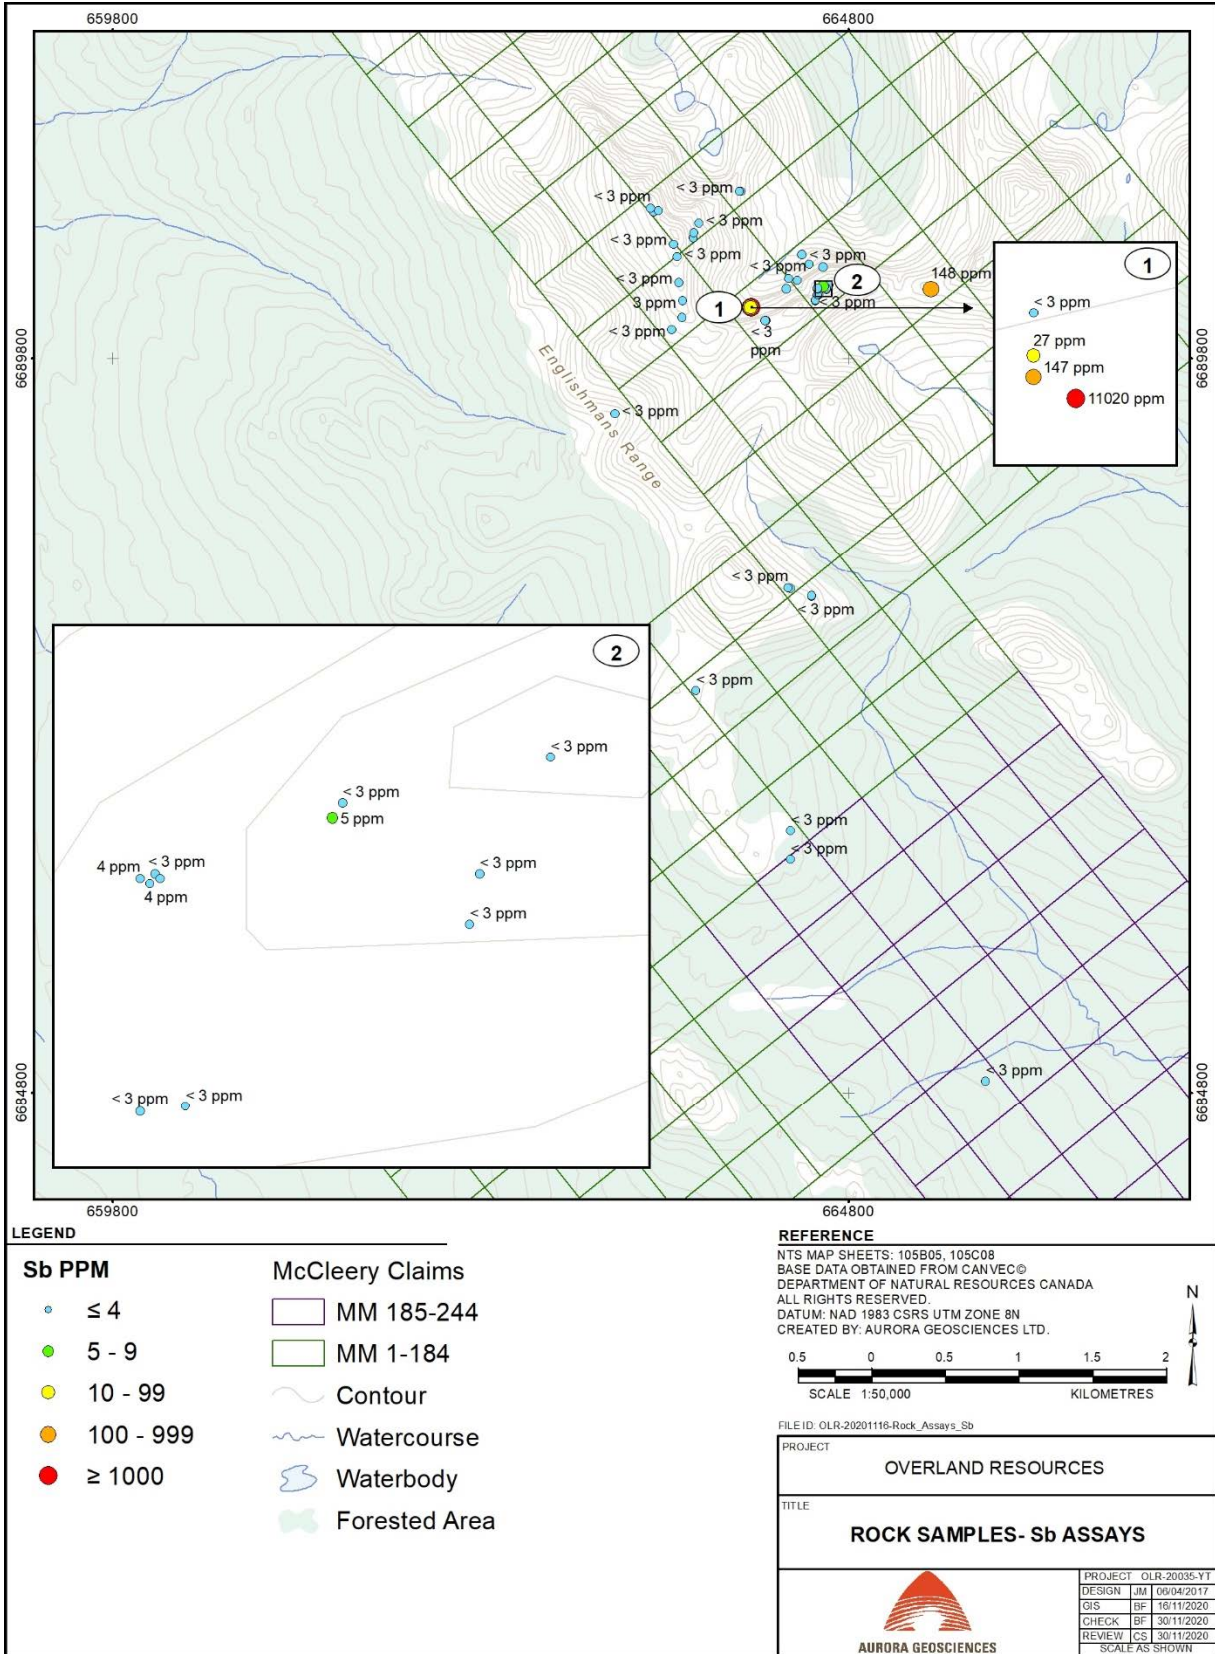 659800
664800
< 3 ppm
< 3 ppm
< 3 ppm
< 3 ppm
< 3 ppm
< 3 ppm
< 3 ppm
< 3 ppm
3 ppm
< 3 ppm
< 3 ppm
< 3
ppm
1
2
148 ppm
1
< 3 ppm
27 ppm
147 ppm
11020 ppm
6689800
6689800
Englishmans Range
< 3 ppm
< 3 ppm
< 3 ppm
< 3 ppm
< 3 ppm
< 3 ppm
2
< 3 ppm
< 3 ppm
5 ppm
4 ppm
< 3 ppm
4 ppm
< 3 ppm
< 3 ppm
< 3 ppm
< 3 ppm
< 3 ppm
6684800
6684800
659800
664800
LEGEND
Sb PPM
≤ 4
5 - 9
10 - 99
100 - 999
≥ 1000
McCleery Claims
MM 185-244
MM 1-184
Contour
Watercourse
Waterbody
Forested Area
REFERENCE
NTS MAP SHEETS: 105B05, 105C08
BASE DATA OBTAINED FROM CANVEC©
DEPARTMENT OF NATURAL RESOURCES CANADA
ALL RIGHTS RESERVED.
DATUM: NAD 1983 CSRS UTM ZONE 8N
CREATED BY: AURORA GEOSCIENCES LTD.
N
0.5 0 0.5 1 1.5 2
SCALE 1:50,000 KILOMETRES
FILE ID: OLR-20201116-Rock_Assays_Sb
PROJECT
OVERLAND RESOURCES
TITLE
ROCK SAMPLES- Sb ASSAYS
AURORA GEOSCIENCES
PROJECT OLR-20035-YT
DESIGN JM 06/04/2017
GIS BF 16/11/2020
CHECK BF 30/11/2020
REVIEW CS 30/11/2020
SCALE AS SHOWN